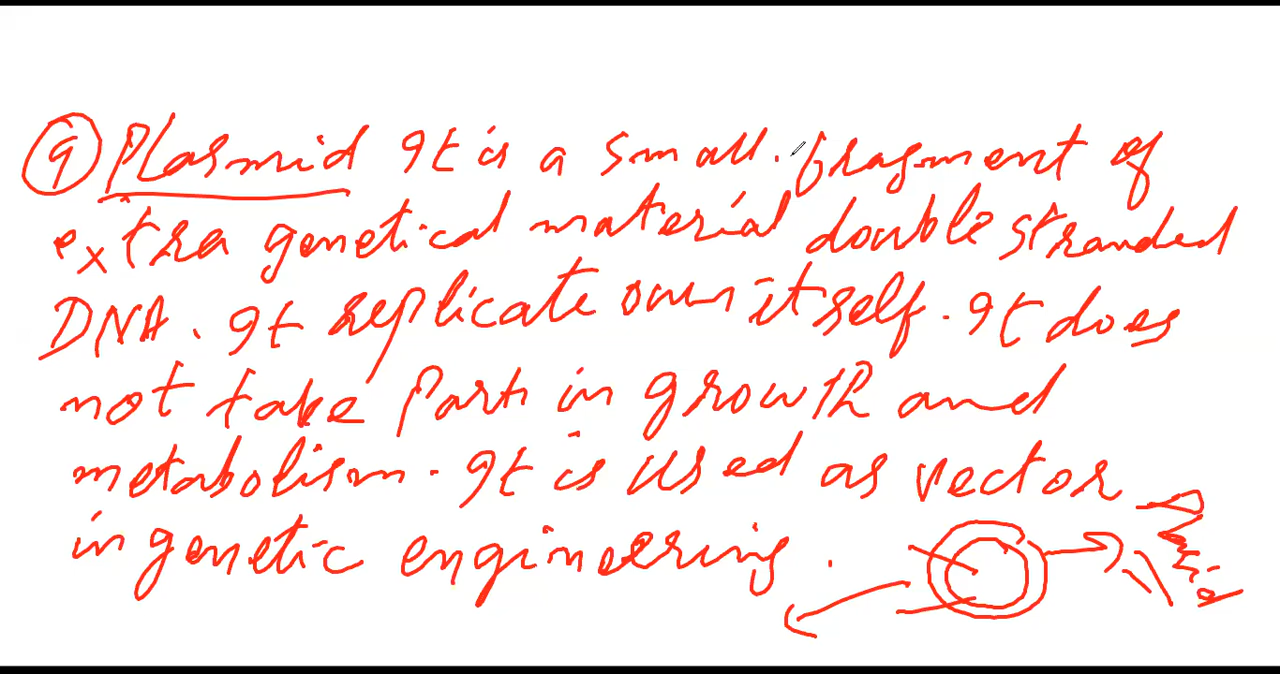 9 Plasmid It is a small. fragment of
extra genetical material double stranded
DNA. It replicate own itself. It does
not take part in growth and
metabolism. It is used as vector
in genetic engineering.